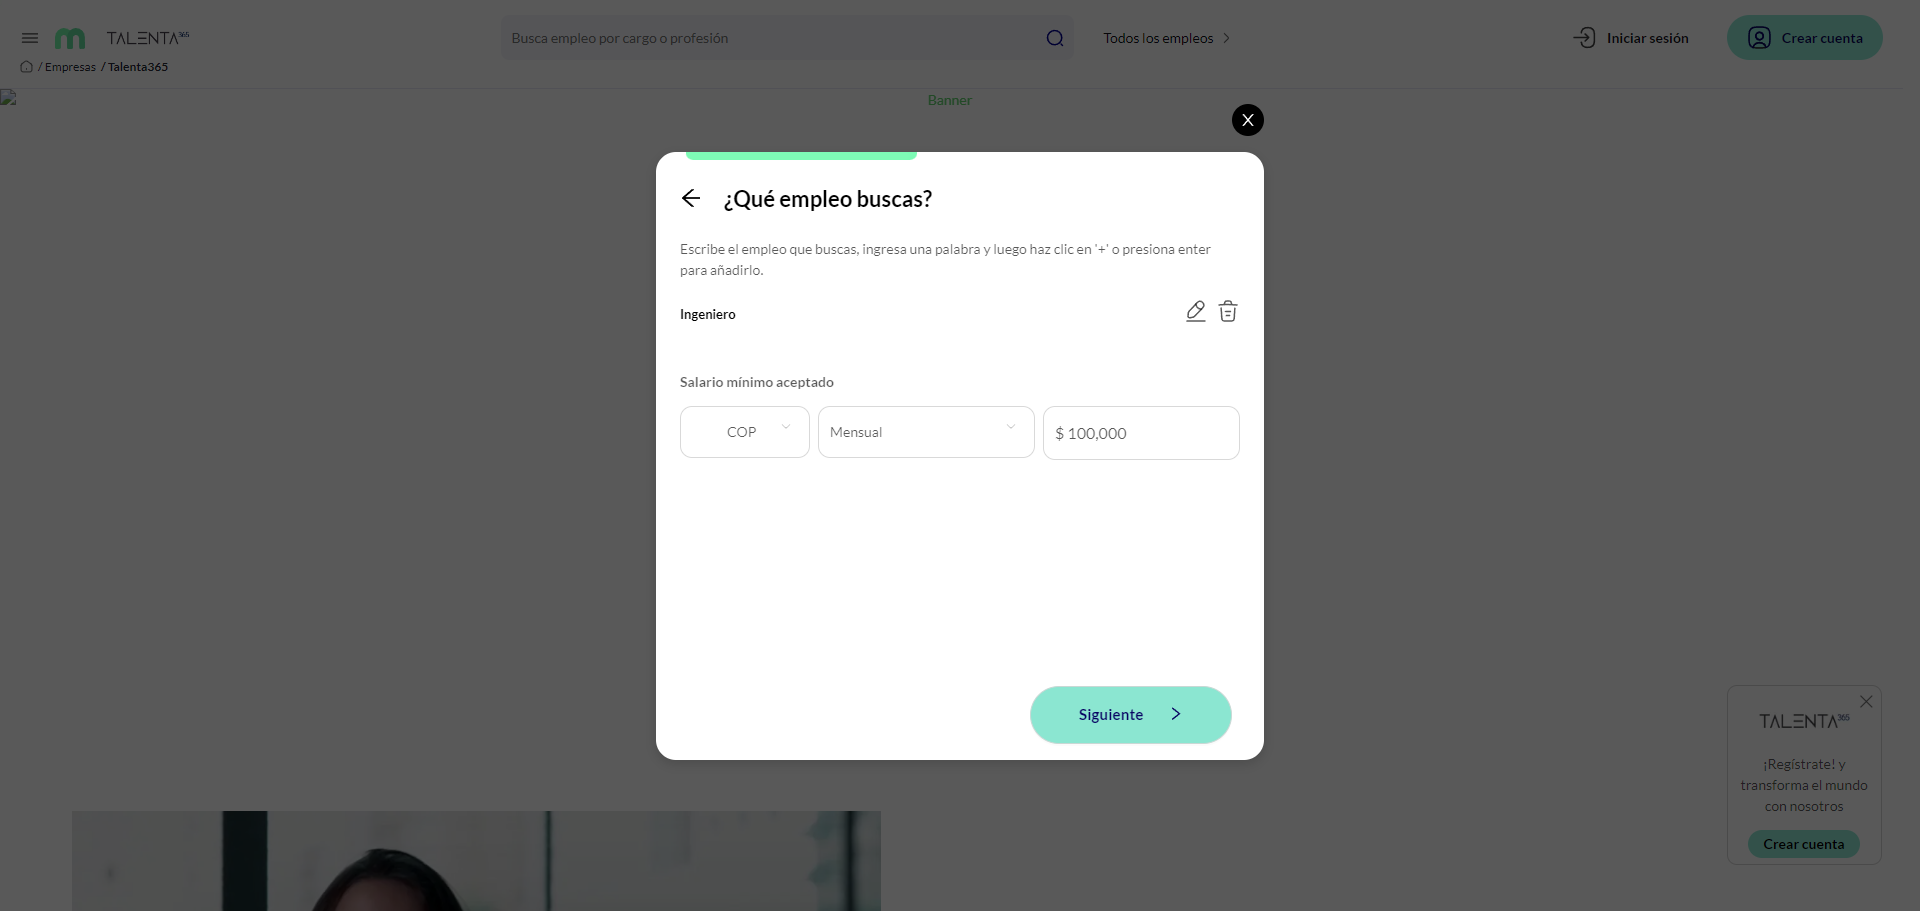 TALENTA365
Busca empleo por cargo o profesión
Todos los empleos
Iniciar sesión
Crear cuenta
/ Empresas / Talenta365
Banner
X
¿Qué empleo buscas?
Escribe el empleo que buscas, ingresa una palabra y luego haz clic en '+' o presiona enter
para añadirlo.
Ingeniero
Salario mínimo aceptado
COP
Mensual
$ 100,000
Siguiente
TALENTA365
¡Regístrate! y
transforma el mundo
con nosotros
Crear cuenta